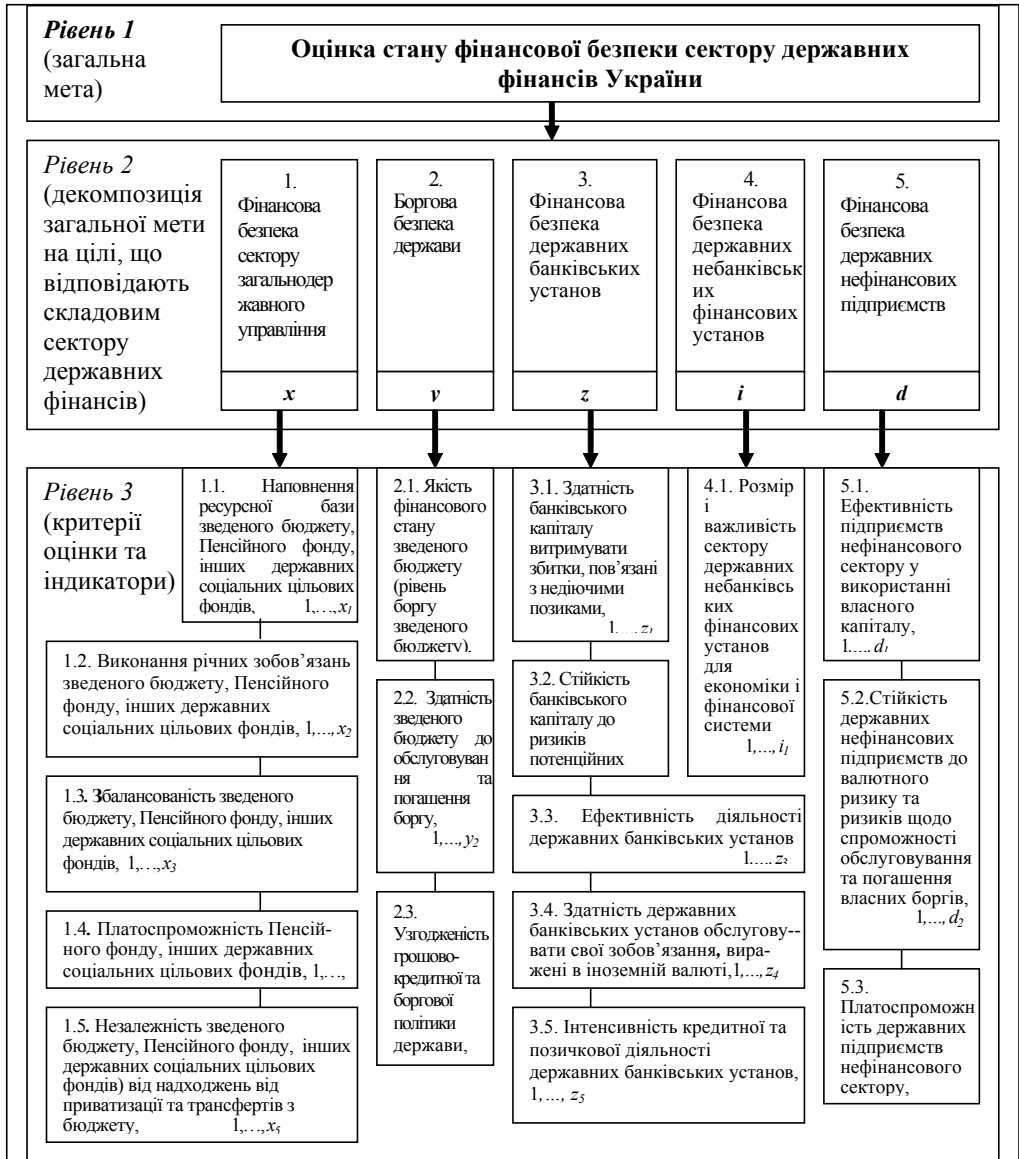 Рівень 1
(загальна
мета)
Оцінка стану фінансової безпеки сектору державних
фінансів України
Рівень 2
(декомпозиція
загальної мети
на цілі, що
відповідають
складовим
сектору
державних
фінансів)
1.
Фінансова
безпека
сектору
загальнодер
жавного
управління
x
2.
Боргова
безпека
держави
y
3.
Фінансова
безпека
державних
банківських
установ
z
4.
Фінансова
безпека
державних
небанківськ
их
фінансових
установ
i
5.
Фінансова
безпека
державних
нефінансових
підприємств
d
Рівень 3
(критерії
оцінки та
індикатори)
1.1. Наповнення
ресурсної бази
зведеного бюджету,
Пенсійного фонду,
інших державних
соціальних цільових
фондів, 1,…,x1
1.2. Виконання річних зобов’язань
зведеного бюджету, Пенсійного
фонду, інших державних
соціальних цільових фондів, 1,...,x2
1.3. Збалансованість зведеного
бюджету, Пенсійного фонду, інших
державних соціальних цільових
фондів, 1,…,x3
1.4. Платоспроможність Пенсій-
ного фонду, інших державних
соціальних цільових фондів, 1,…,
1.5. Незалежність зведеного
бюджету, Пенсійного фонду, інших
державних соціальних цільових
фондів) від надходжень від
приватизації та трансфертів з
бюджету, 1,…,x5
2.1. Якість
фінансового
стану
зведеного
бюджету
(рівень
боргу
зведеного
бюджету),
2.2. Здатність
зведеного
бюджету до
обслуговуван
ня та
погашення
боргу,
1,…,y2
2.3.
Узгодженість
грошово-
кредитної та
боргової
політики
держави,
3.1. Здатність
банківського
капіталу
витримувати
збитки, пов’язані
з недіючими
позиками,
1,…, z1
3.2. Стійкість
банківського
капіталу до
ризиків
потенційних
3.3. Ефективність діяльності
державних банківських установ
1,…, z3
3.4. Здатність державних
банківських установ обслугову--
вати свої зобов’язання, вира-
жені в іноземній валюті,1,…, z4
3.5. Інтенсивність кредитної та
позичкової діяльності
державних банківських установ,
1,…, z5
4.1. Розмір
і
важливість
сектору
державних
небанківсь
ких
фінансових
установ
для
економіки і
фінансової
системи
1,…, i1
5.1.
Ефективність
підприємств
нефінансового
сектору у
використанні
власного
капіталу,
1,…, d1
5.2.Стійкість
державних
нефінансових
підприємств до
валютного
ризику та
ризиків щодо
спроможності
обслуговування
та погашення
власних боргів,
1,…, d2
5.3.
Платоспроможн
ість державних
підприємств
нефінансового
сектору,